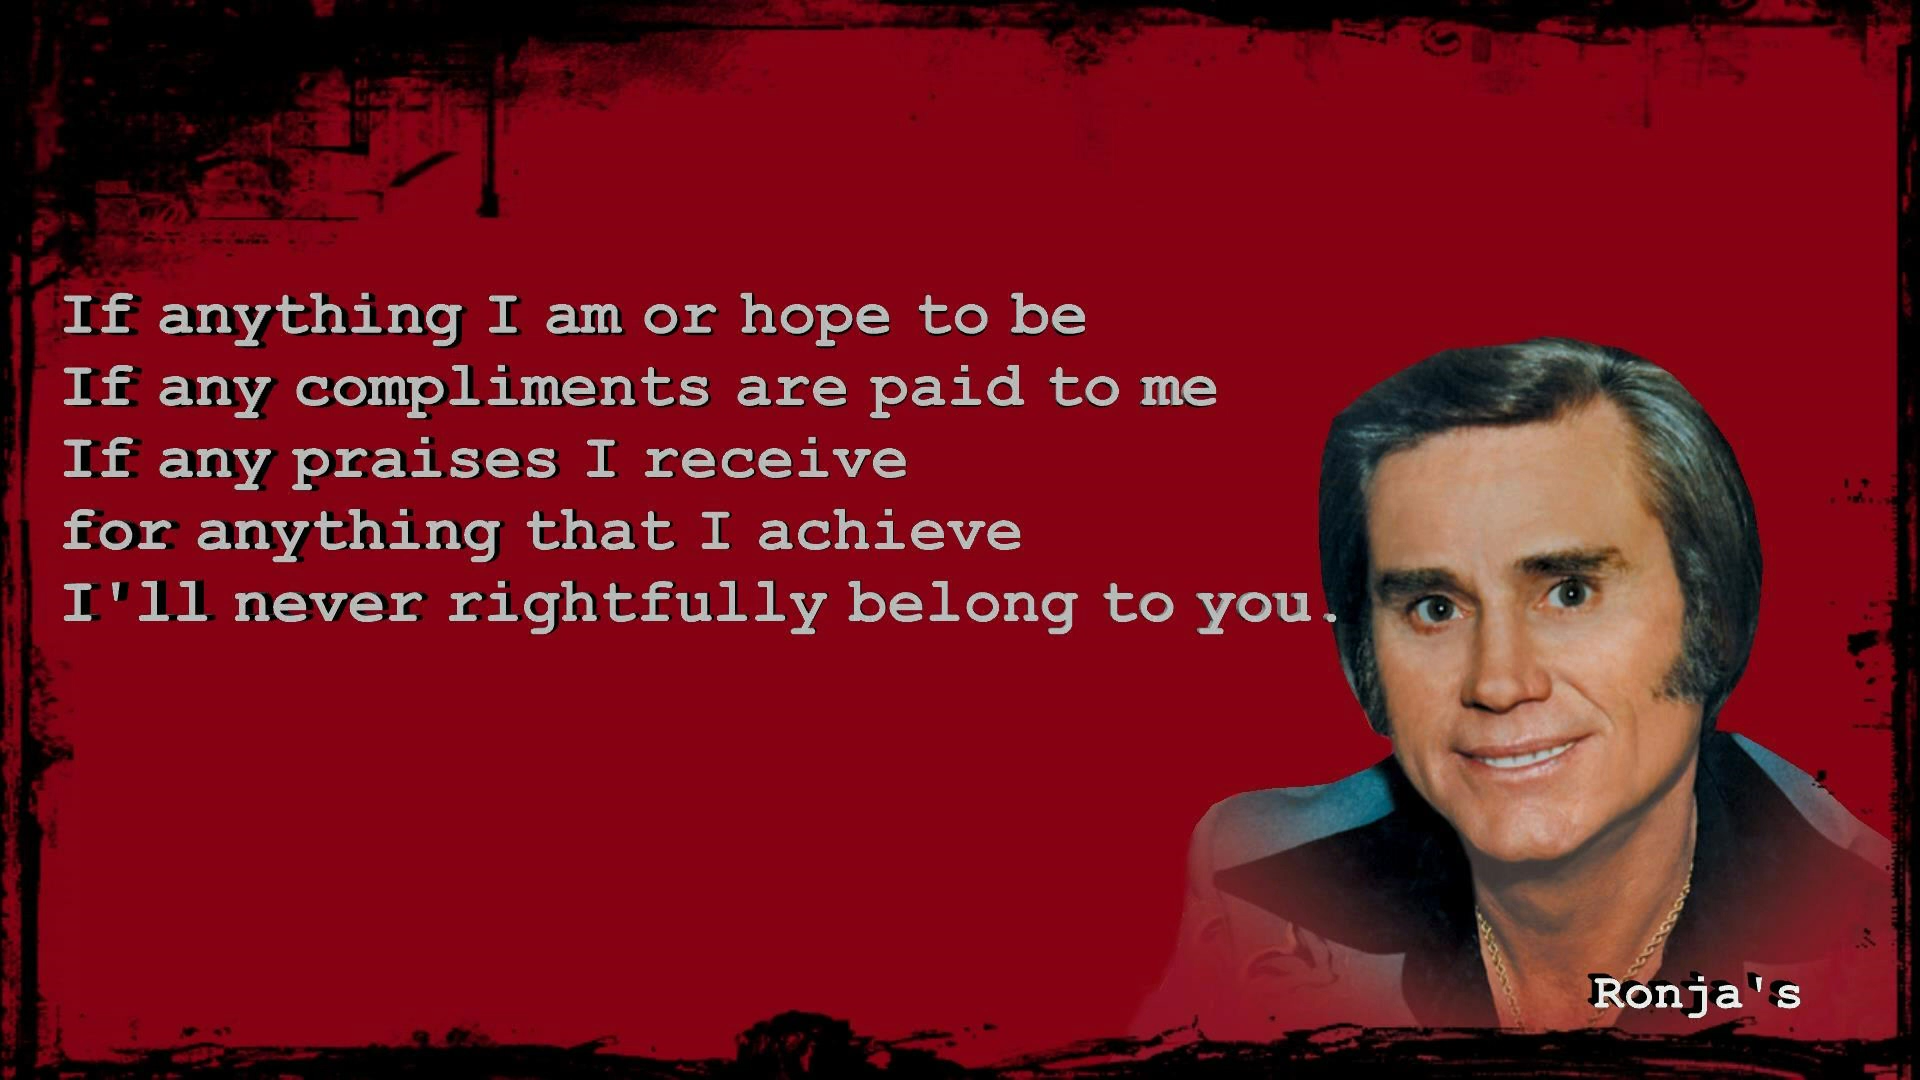 If anything I am or hope to be
If any compliments are paid to me
If any praises I receive
for anything that I achieve
I'll never rightfully belong to you.
Ronja's